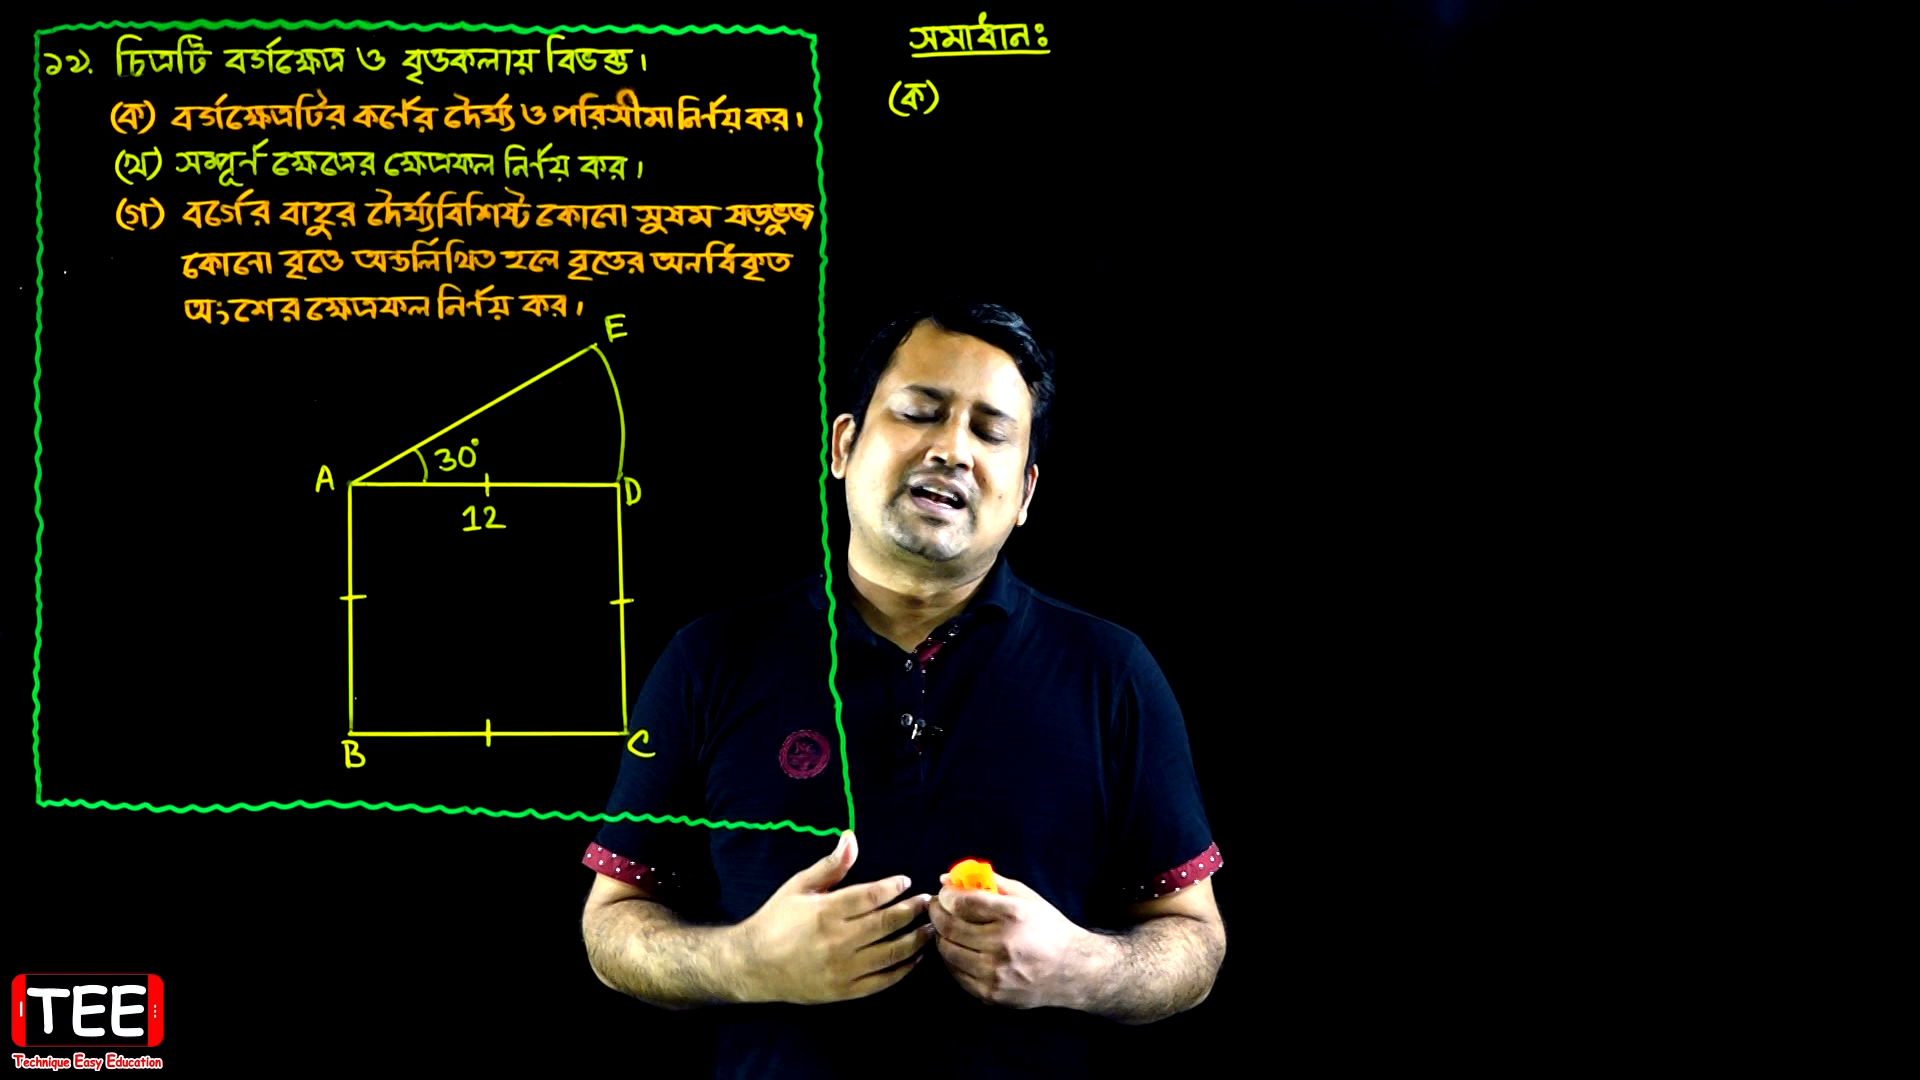 ১৯. চিত্রটি বর্গক্ষেত্র ও বৃত্তকলায় বিভক্ত।
(ক) বর্গক্ষেত্রটির কর্ণের দৈর্ঘ্য ও পরিসীমা নির্ণয় কর।
(খ) সম্পূর্ন ক্ষেত্রের ক্ষেত্রফল নির্ণয় কর।
(গ) বর্গের বাহুর দৈর্ঘ্যবিশিষ্ট কোনো সুষম ষড়ভুজ
কোনো বৃত্তে অন্তর্লিখিত হলে বৃত্তের অনধিকৃত
অংশের ক্ষেত্রফল নির্ণয় কর।
E
30°
A
D
12
B
C
সমাধান:
(ক)
TEE
Technique Easy Education